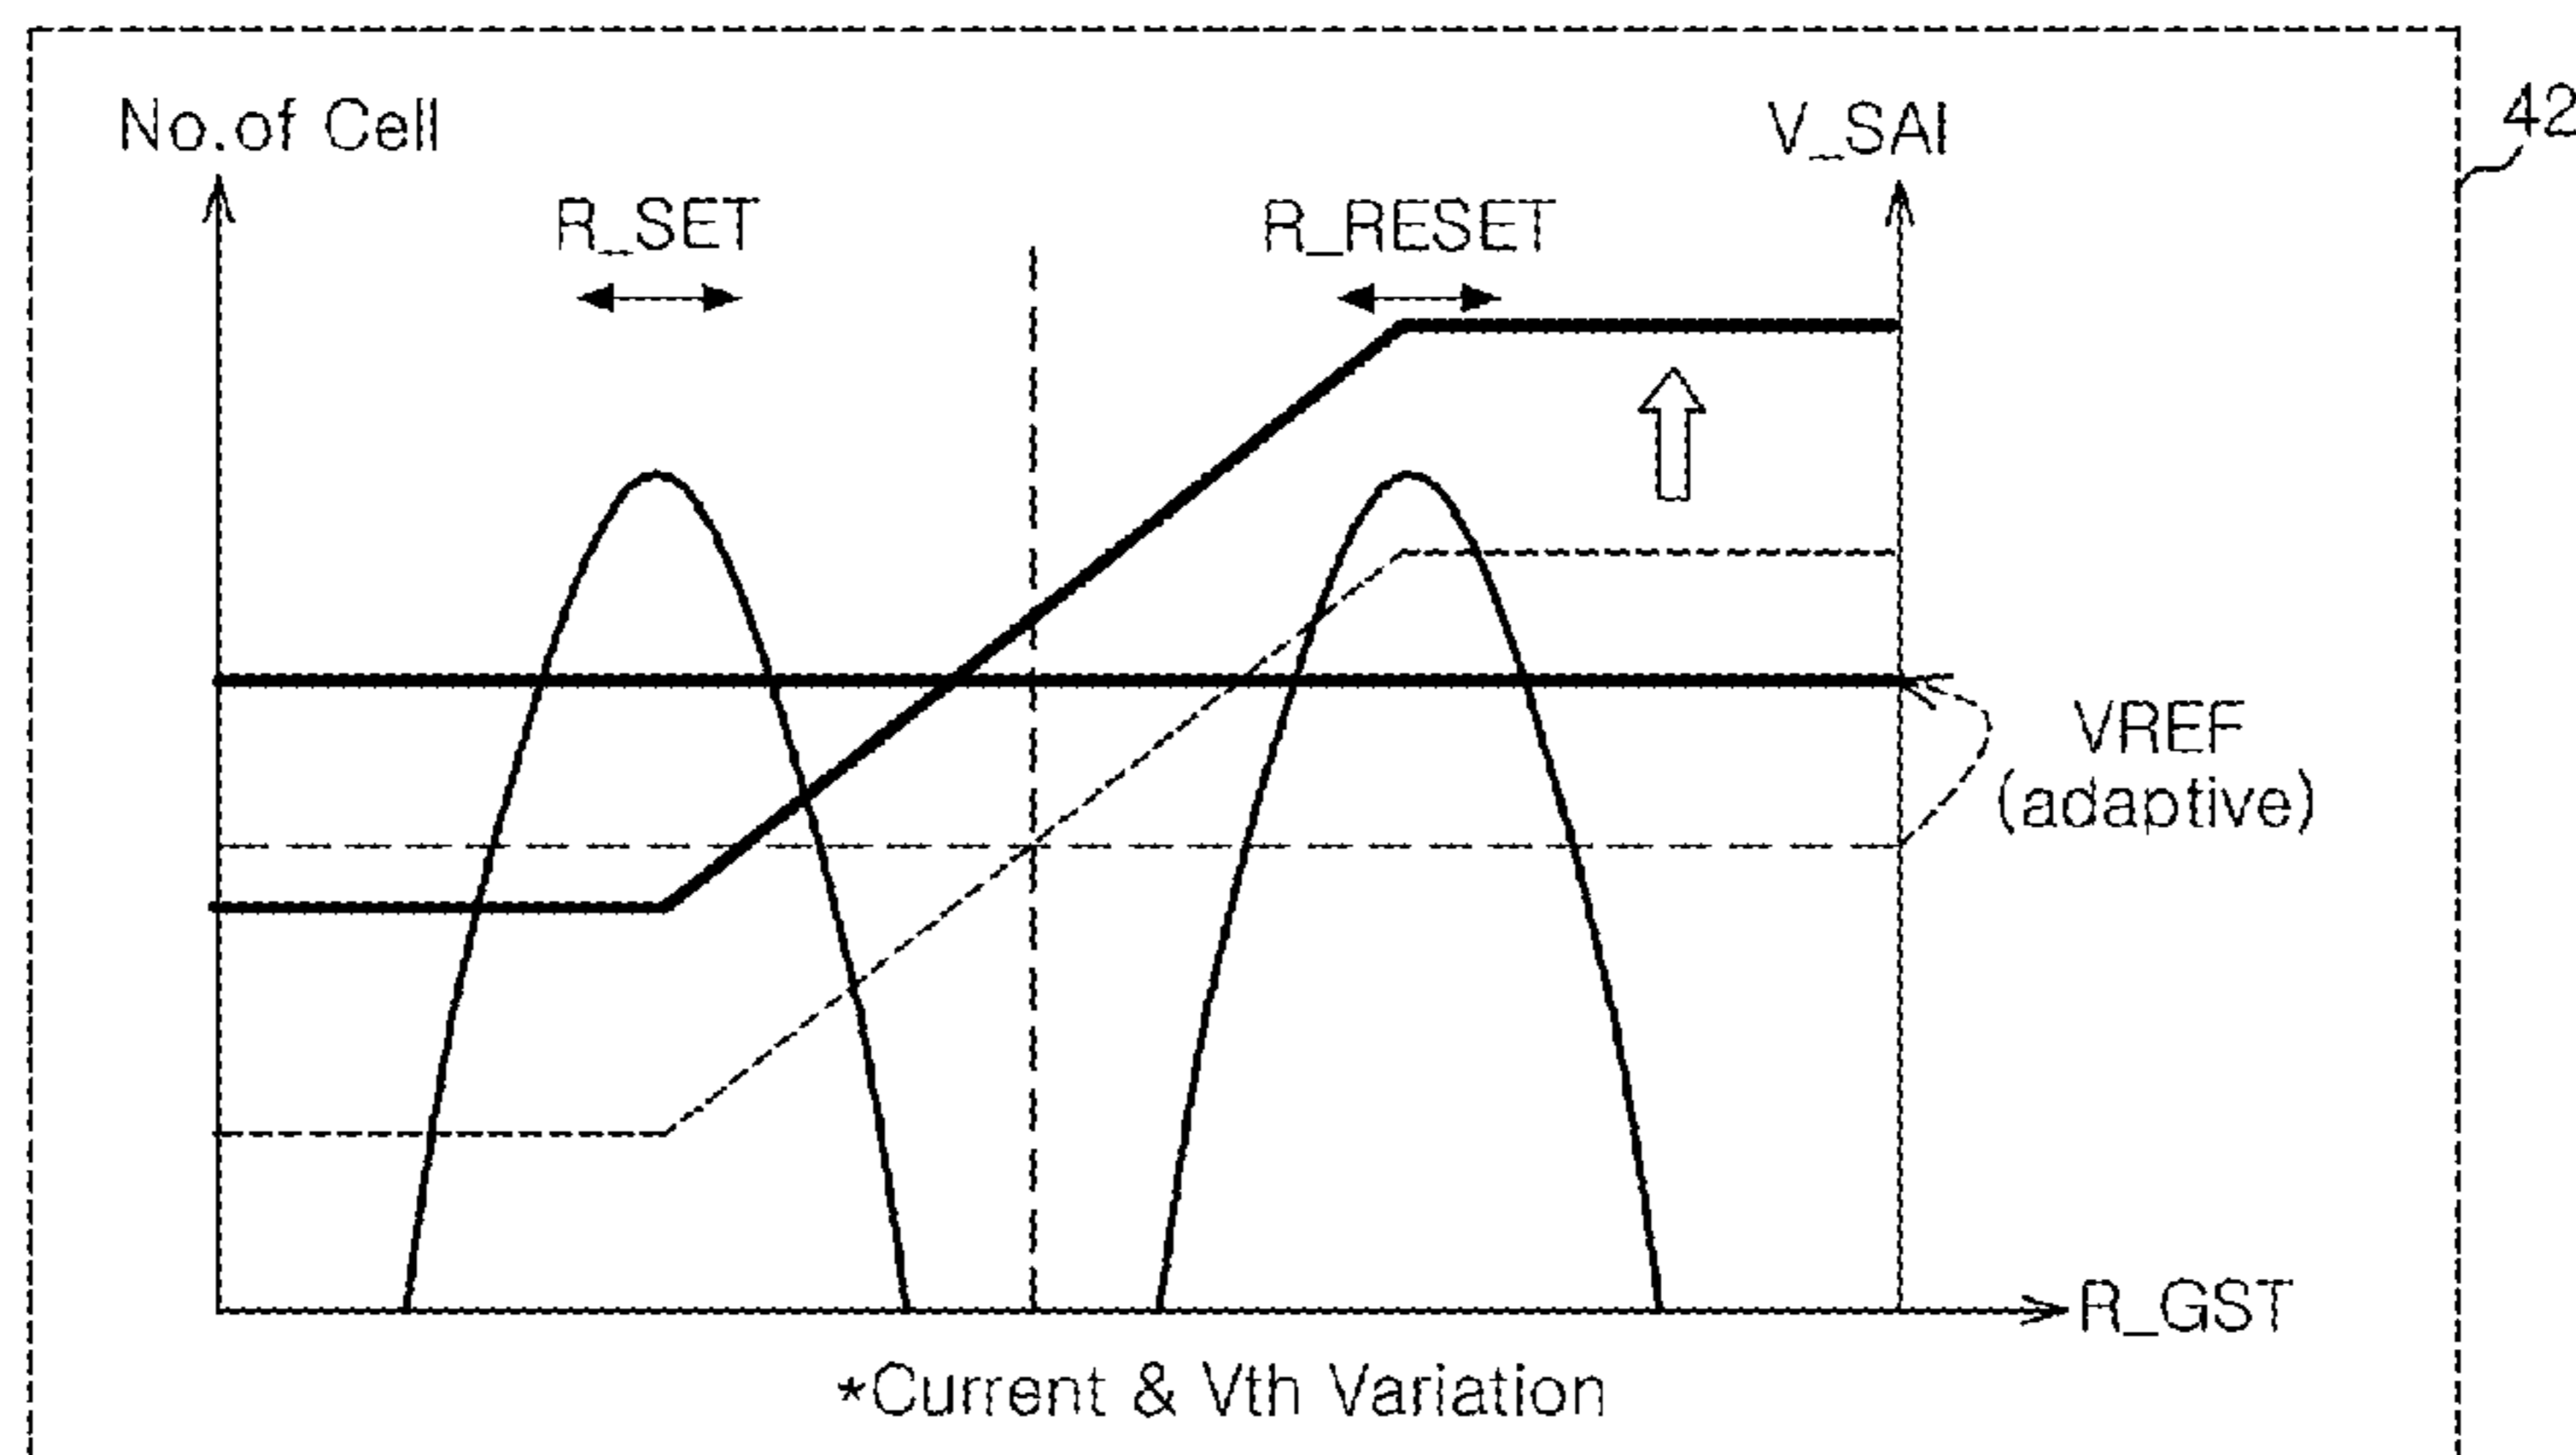 No.of Cell
V_SAI
42
R_SET
R_RESET
VREF
(adaptive)
R_GST
*Current & Vth Variation